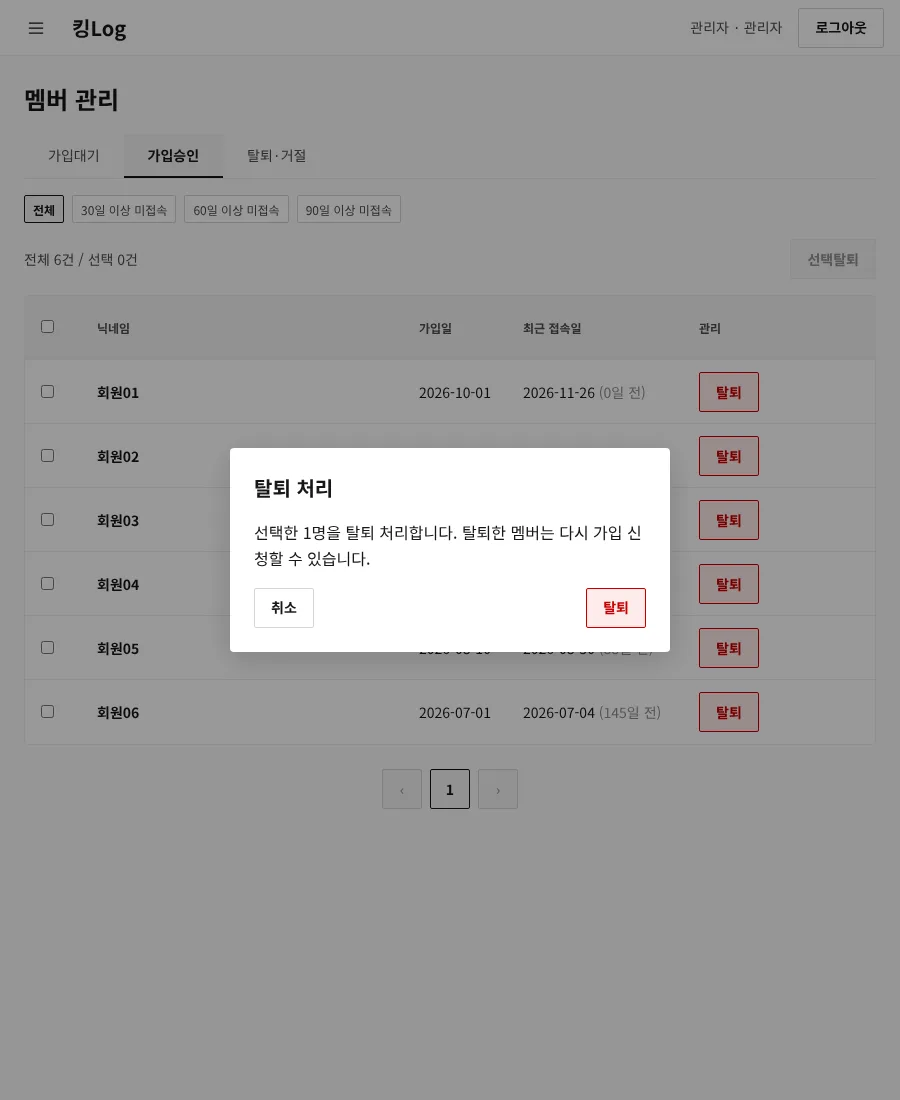 킹Log
관리자 · 관리자
로그아웃
멤버 관리
가입대기
가입승인
탈퇴·거절
전체
30일 이상 미접속
60일 이상 미접속
90일 이상 미접속
전체 6건 / 선택 0건
선택탈퇴
닉네임 가입일 최근 접속일 관리
회원01 2026-10-01 2026-11-26 (0일 전) 탈퇴
회원02 탈퇴
회원03 탈퇴
회원04 탈퇴
회원05 탈퇴
회원06 2026-07-01 2026-07-04 (145일 전) 탈퇴
탈퇴 처리
선택한 1명을 탈퇴 처리합니다. 탈퇴한 멤버는 다시 가입 신
청할 수 있습니다.
취소
탈퇴
‹ 1 ›